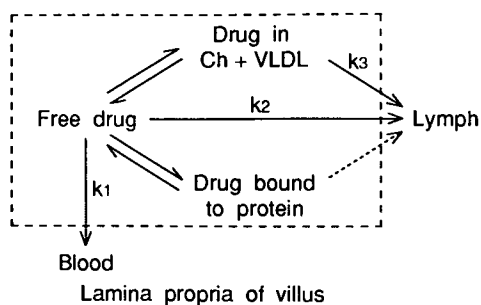 Drug in
Ch + VLDL
k3
k2
Free drug
Lymph
k1
Drug bound
to protein
Blood
Lamina propria of villus